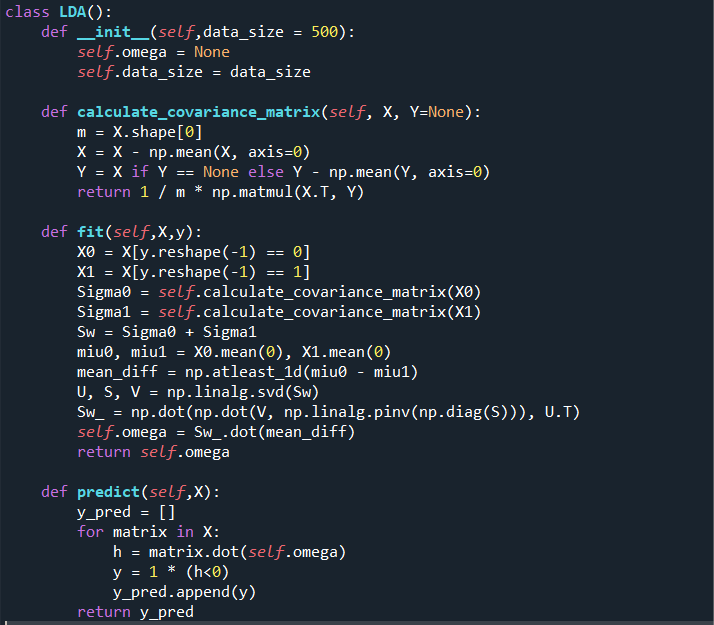 class LDA():
    def __init__(self,data_size = 500):
        self.omega = None
        self.data_size = data_size

    def calculate_covariance_matrix(self, X, Y=None):
        m = X.shape[0]
        X = X - np.mean(X, axis=0)
        Y = X if Y == None else Y - np.mean(Y, axis=0)
        return 1 / m * np.matmul(X.T, Y)

    def fit(self,X,y):
        X0 = X[y.reshape(-1) == 0]
        X1 = X[y.reshape(-1) == 1]
        Sigma0 = self.calculate_covariance_matrix(X0)
        Sigma1 = self.calculate_covariance_matrix(X1)
        Sw = Sigma0 + Sigma1
        miu0, miu1 = X0.mean(0), X1.mean(0)
        mean_diff = np.atleast_1d(miu0 - miu1)
        U, S, V = np.linalg.svd(Sw)
        Sw_ = np.dot(np.dot(V, np.linalg.pinv(np.diag(S))), U.T)
        self.omega = Sw_.dot(mean_diff)
        return self.omega

    def predict(self,X):
        y_pred = []
        for matrix in X:
            h = matrix.dot(self.omega)
            y = 1 * (h<0)
            y_pred.append(y)
        return y_pred